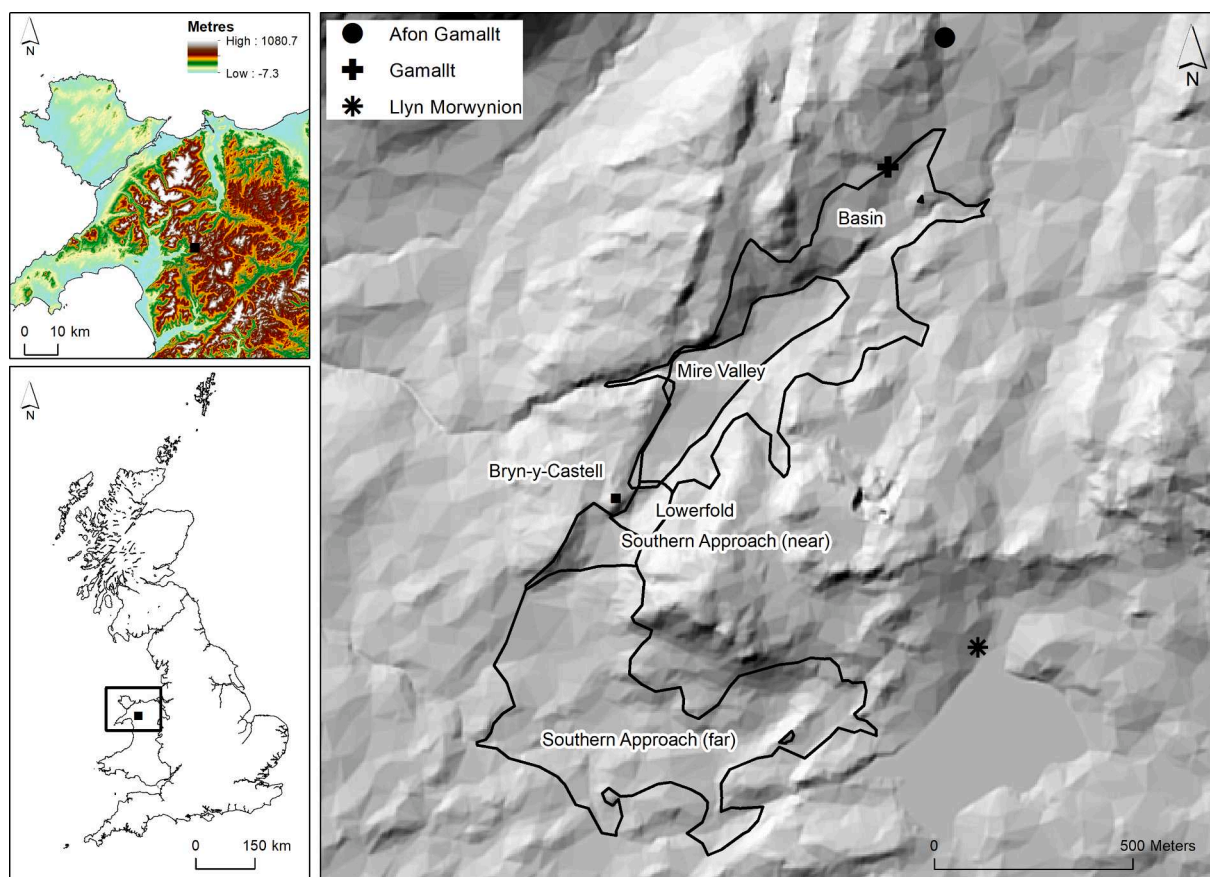 N
Metres
High : 1080.7
Low : -7.3
0 10 km
N
0 150 km
Afon Gamallt
Gamallt
Llyn Morwynion
N
Basin
Mire Valley
Bryn-y-Castell
Lowerfold
Southern Approach (near)
Southern Approach (far)
0 500 Meters